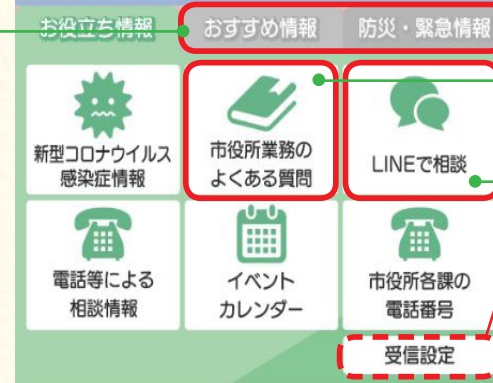 お役立ち情報
おすすめ情報
防災・緊急情報
新型コロナウイルス
感染症情報
市役所業務の
よくある質問
LINEで相談
電話等による
相談情報
イベント
カレンダー
市役所各課の
電話番号
受信設定